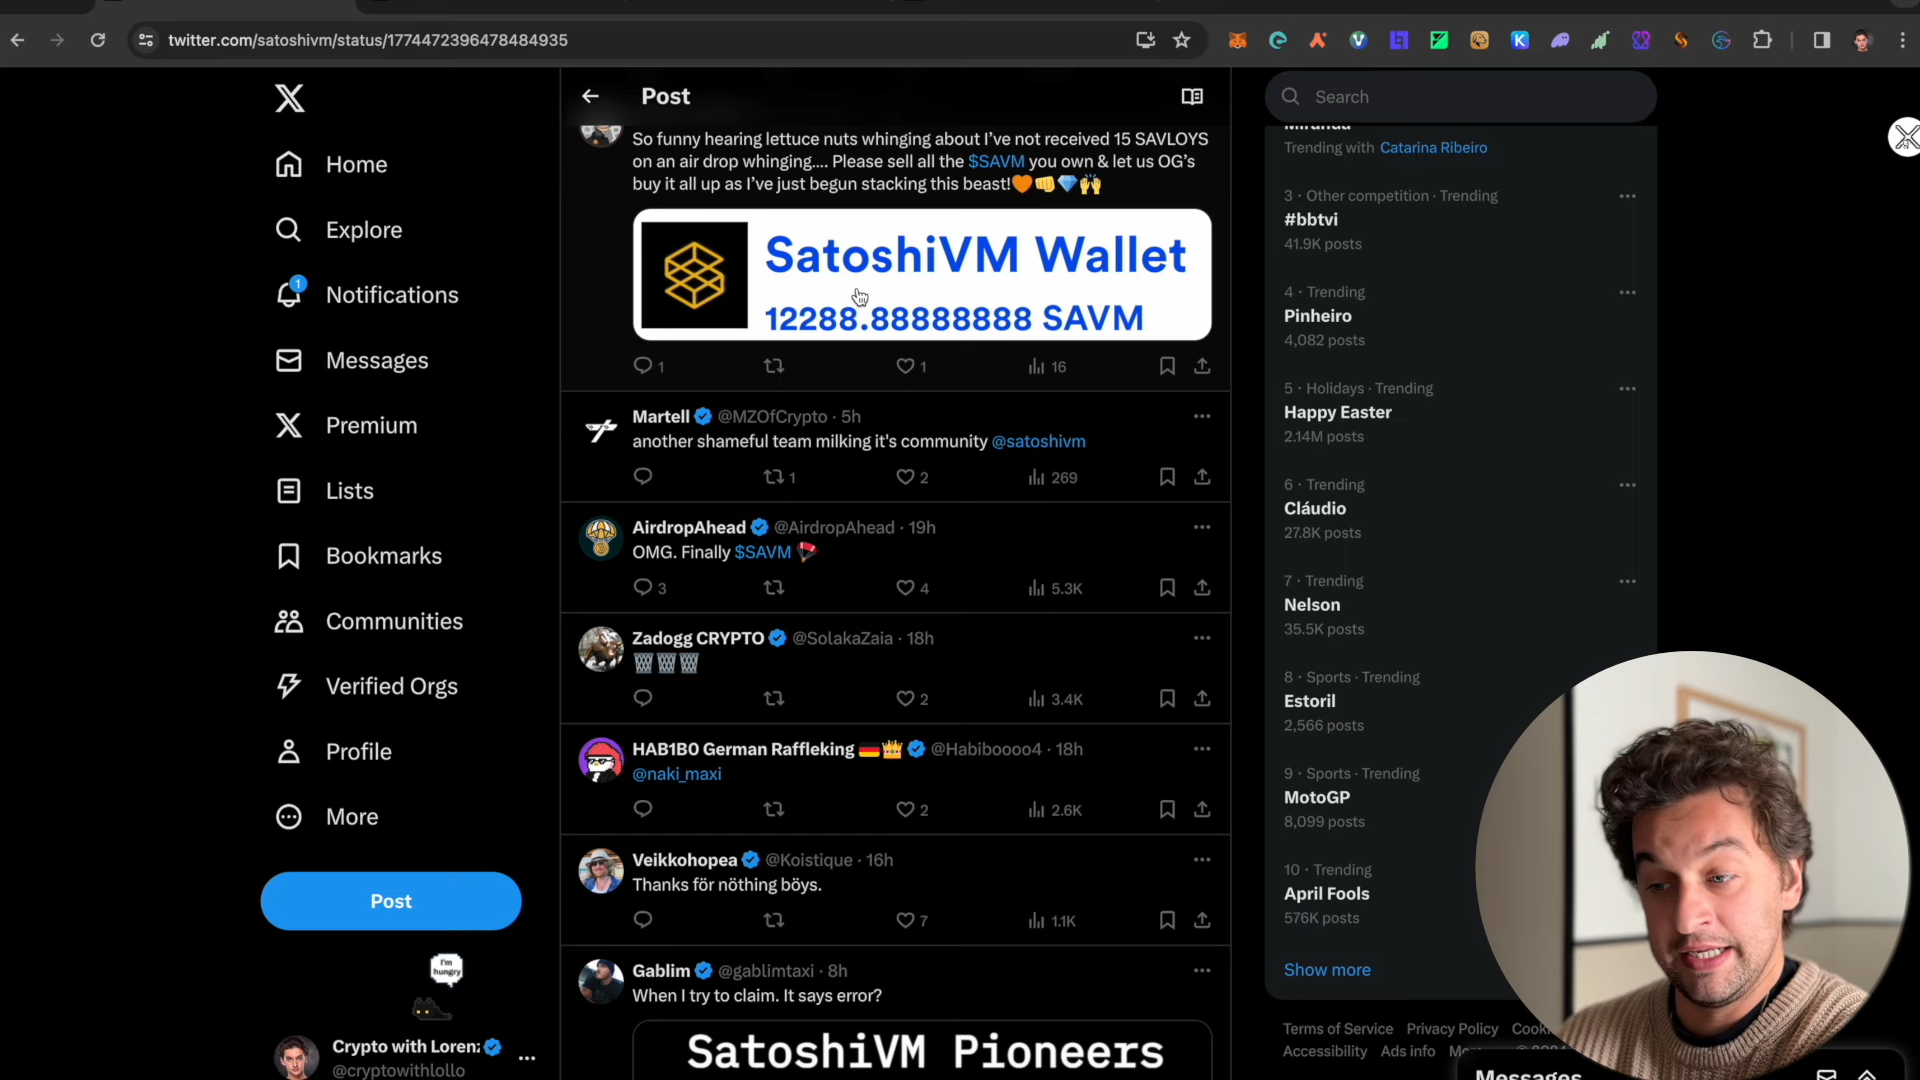 twitter.com/satoshivm/status/1774472396478484935
Home
Explore
1
Notifications
Messages
Premium
Lists
Bookmarks
Communities
Verified Orgs
Profile
More
Post
I'm
hungry
Crypto with Loren
@cryptowithlollo
Post
So funny hearing lettuce nuts whinging about I've not received 15 SAVLOYS
on an air drop whinging.... Please sell all the $SAVM you own & let us OG's
buy it all up as I've just begun stacking this beast!🧡👊💎🙌
SatoshiVM Wallet
12288.88888888 SAVM
1 1 16
Martell @MZOfCrypto · 5h
another shameful team milking it's community @satoshivm
1 2 269
AirdropAhead @AirdropAhead · 19h
OMG. Finally $SAVM
3 4 5.3K
Zadogg CRYPTO @SolakaZaia · 18h
🗑️🗑️🗑️
2 3.4K
HAB1B0 German Raffleking 🇩🇪👑 @Habiboooo4 · 18h
@naki_maxi
2 2.6K
Veikkohopea @Koistique · 16h
Thanks för nöthing böys.
7 1.1K
Gablim @gablimtaxi · 8h
When I try to claim. It says error?
SatoshiVM Pioneers
Search
Miranda
Trending with Catarina Ribeiro
3 · Other competition · Trending
#bbtvi
41.9K posts
4 · Trending
Pinheiro
4,082 posts
5 · Holidays · Trending
Happy Easter
2.14M posts
6 · Trending
Cláudio
27.8K posts
7 · Trending
Nelson
35.5K posts
8 · Sports · Trending
Estoril
2,566 posts
9 · Sports · Trending
MotoGP
8,099 posts
10 · Trending
April Fools
576K posts
Show more
Terms of Service Privacy Policy
Accessibility Ads info
Messages